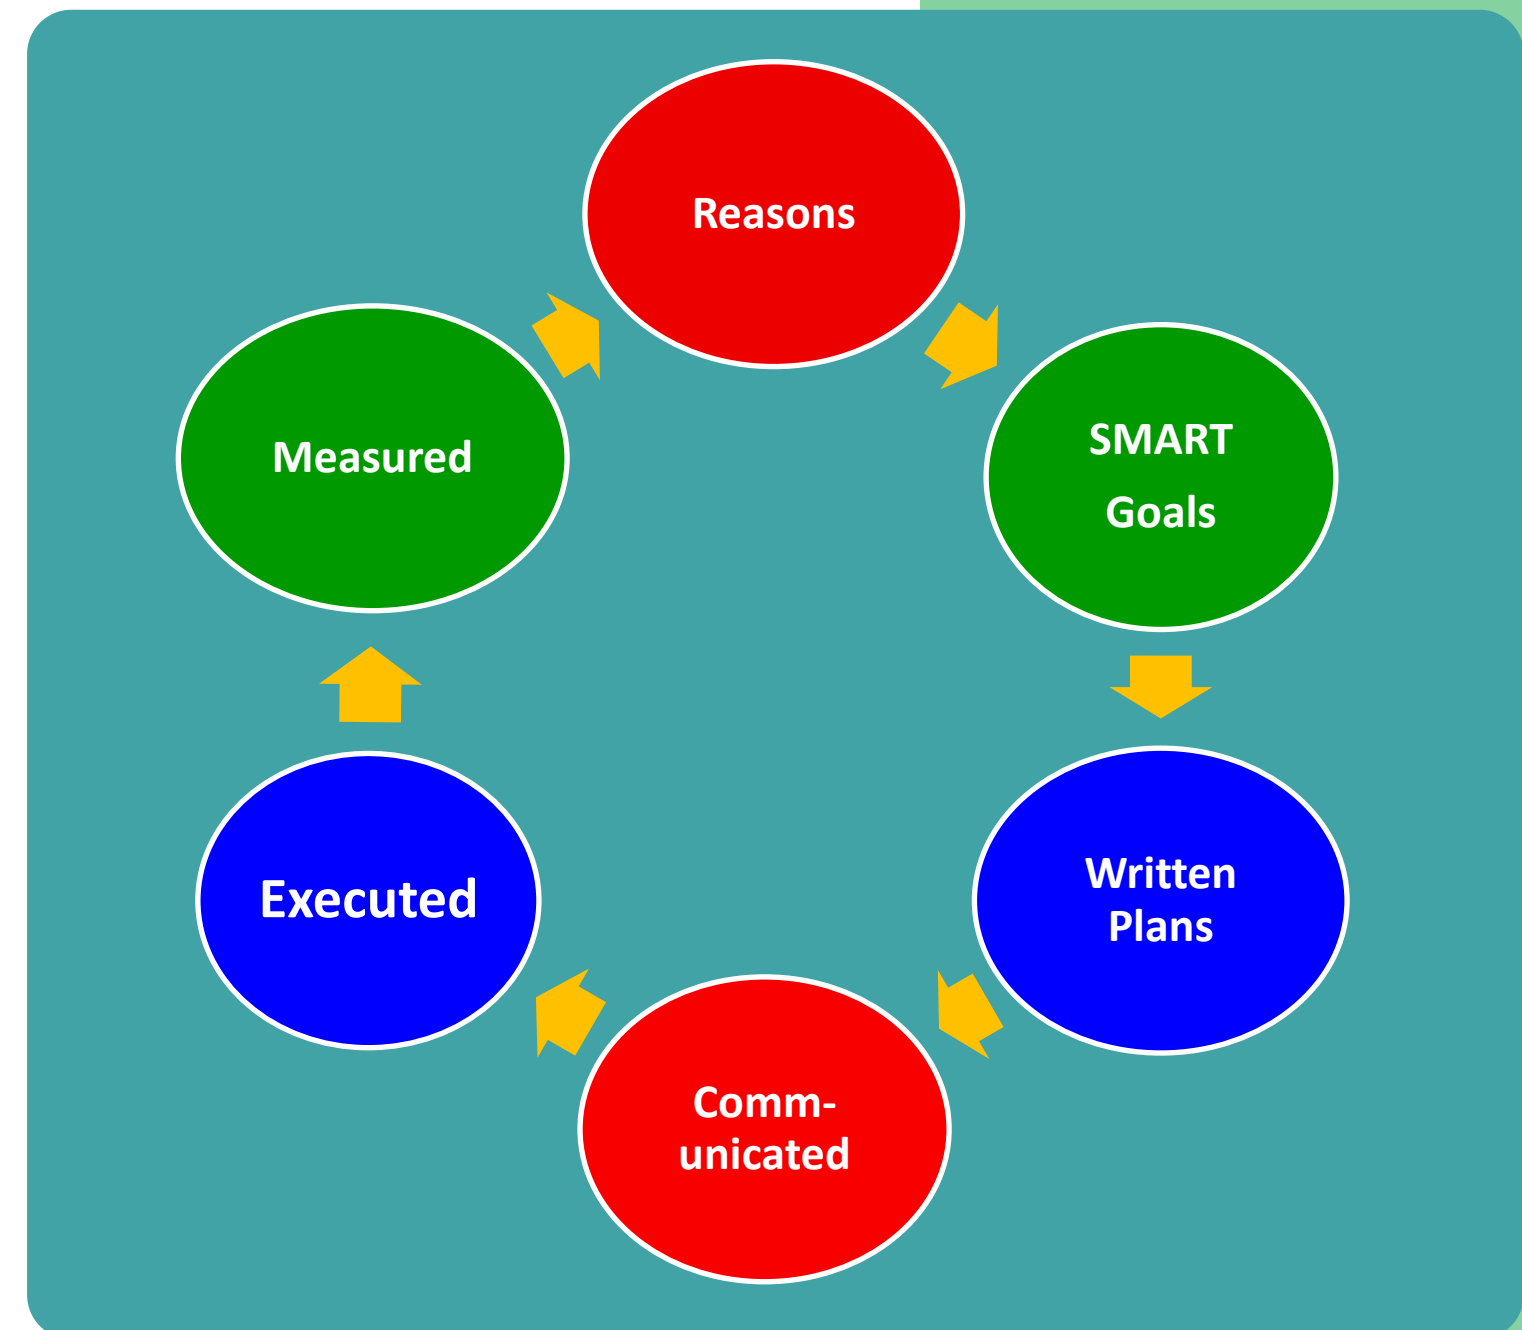 Reasons
SMART
Goals
Written
Plans
Comm-
unicated
Executed
Measured